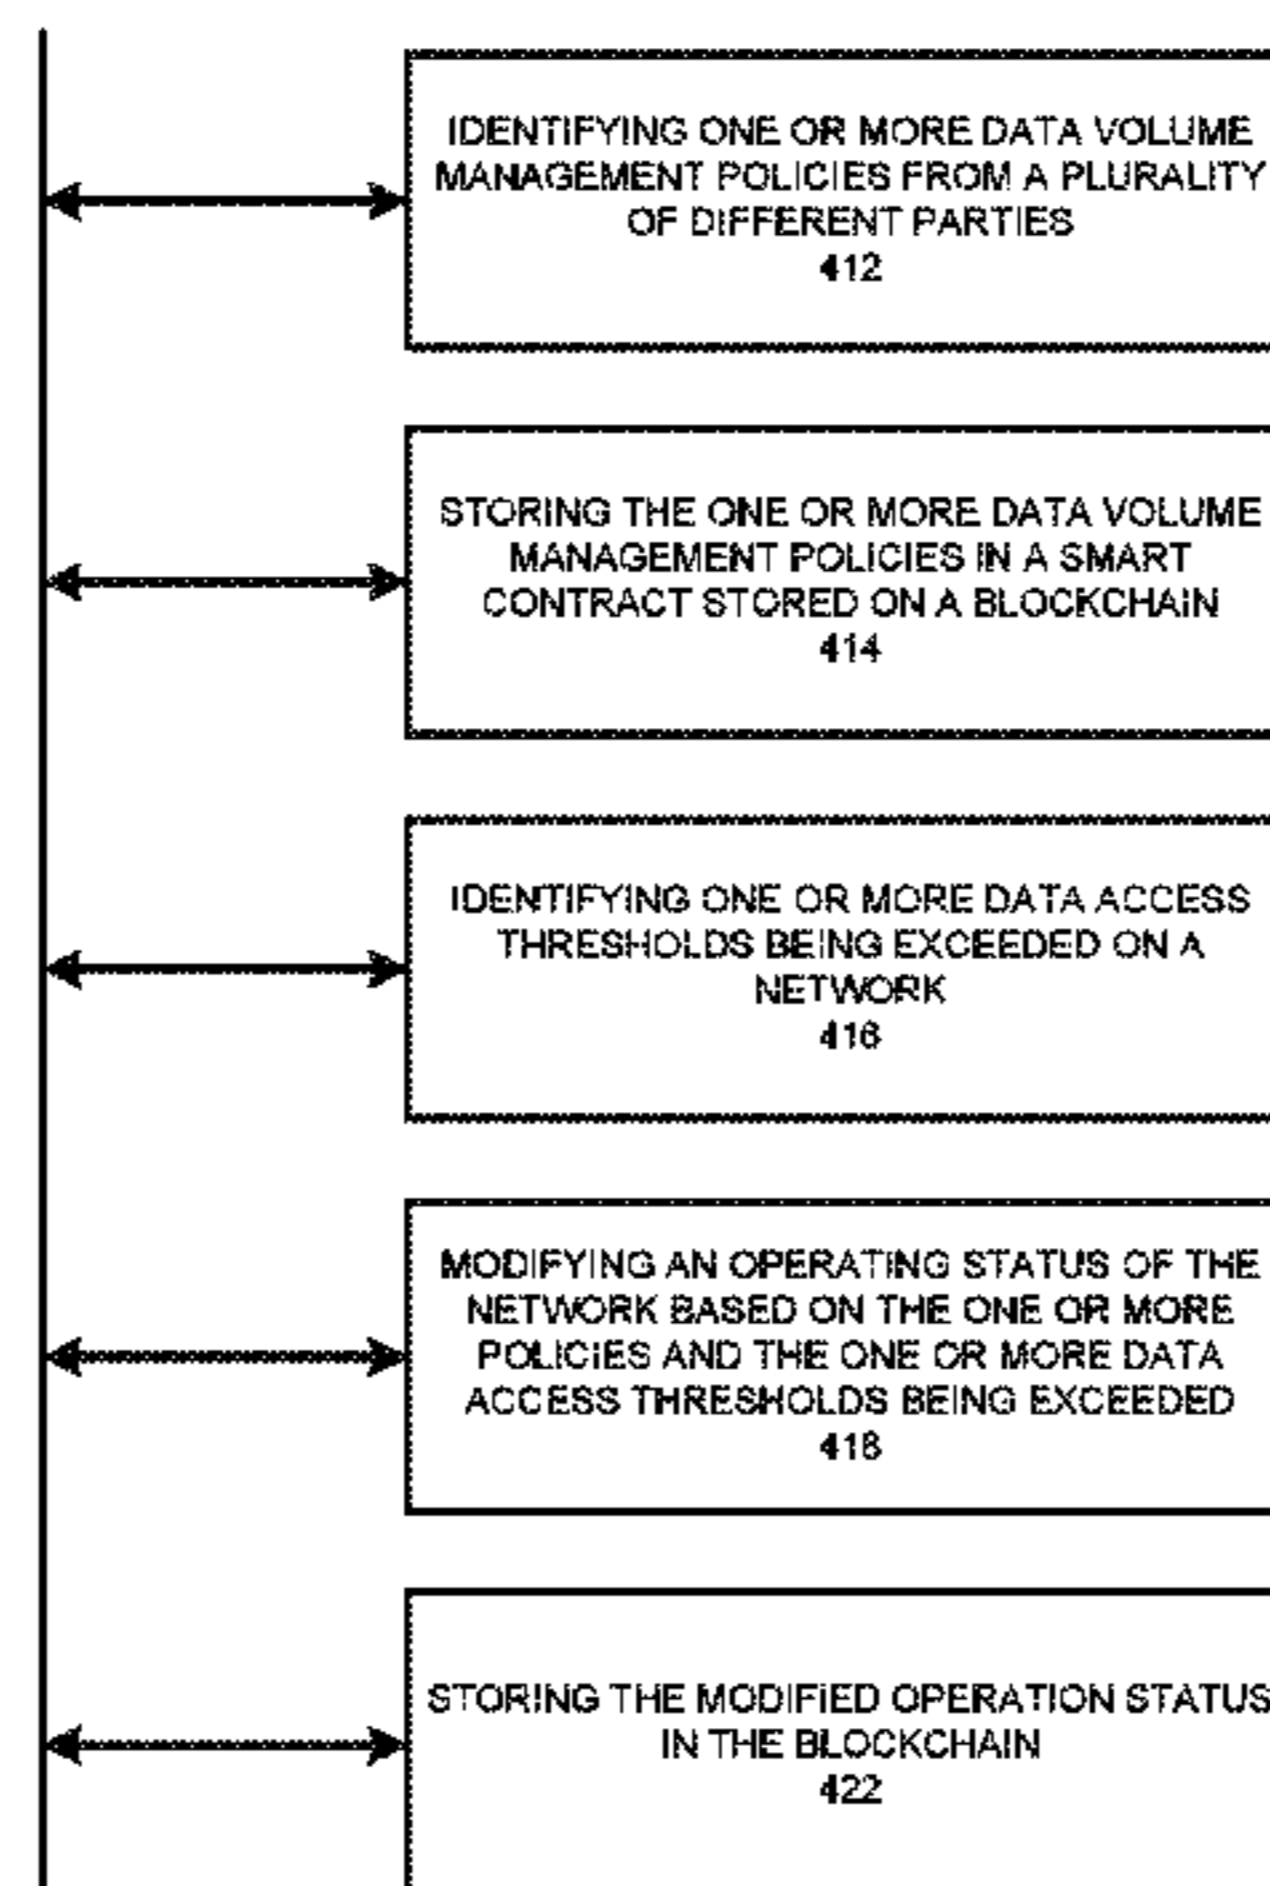 IDENTIFYING ONE OR MORE DATA VOLUME
MANAGEMENT POLICIES FROM A PLURALITY
OF DIFFERENT PARTIES
412
STORING THE ONE OR MORE DATA VOLUME
MANAGEMENT POLICIES IN A SMART
CONTRACT STORED ON A BLOCKCHAIN
414
IDENTIFYING ONE OR MORE DATA ACCESS
THRESHOLDS BEING EXCEEDED ON A
NETWORK
416
MODIFYING AN OPERATING STATUS OF THE
NETWORK BASED ON THE ONE OR MORE
POLICIES AND THE ONE OR MORE DATA
ACCESS THRESHOLDS BEING EXCEEDED
418
STORING THE MODIFIED OPERATION STATUS
IN THE BLOCKCHAIN
422